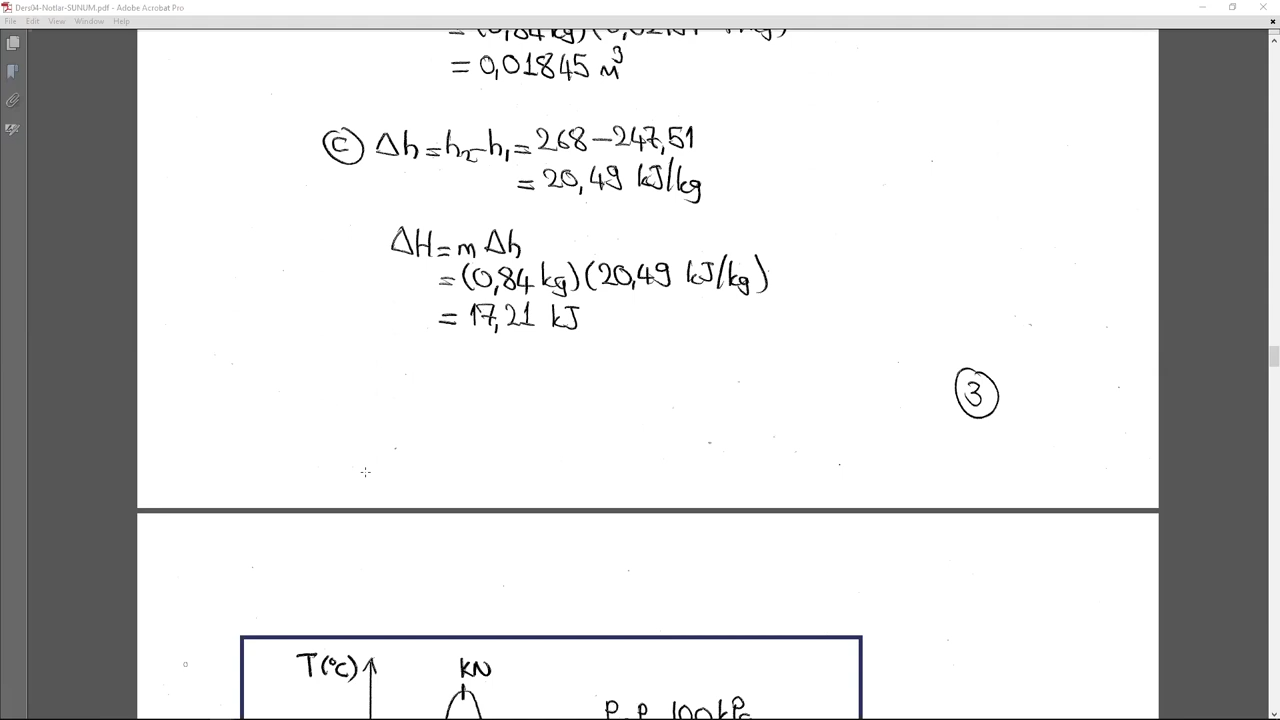 Ders04-Notlar-SUNUM.pdf - Adobe Acrobat Pro
File Edit View Window Help
= 0,01845 m³
ⓒ Δh = h₂ - h₁ = 268 - 247,51
= 20,49 kJ/kg
ΔH = m Δh
= (0,84 kg) (20,49 kJ/kg)
= 17,21 kJ
③
T(°C) KN